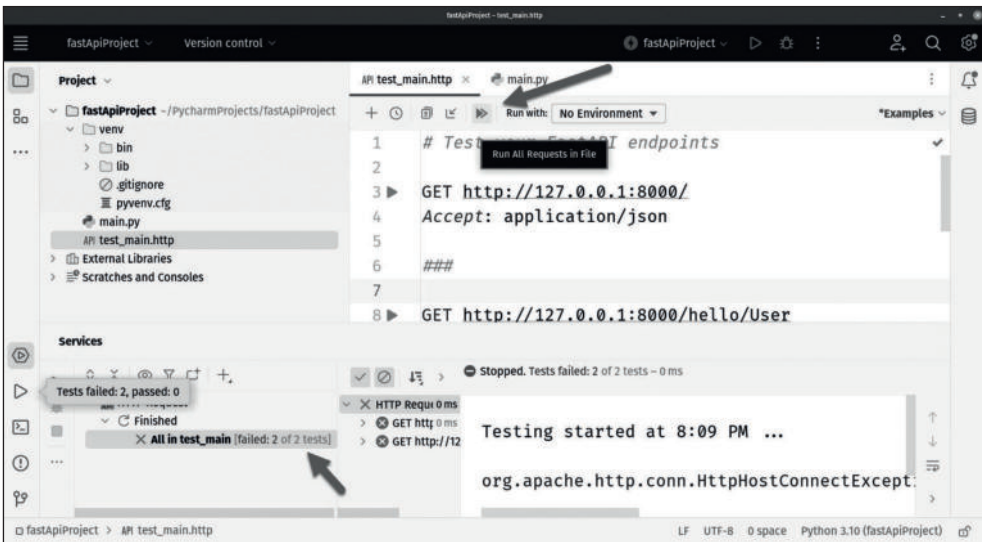 fastApiProject – test_main.http
fastApiProject
Version control
fastApiProject
Project
fastApiProject ~/PycharmProjects/fastApiProject
venv
bin
lib
.gitignore
pyvenv.cfg
main.py
API test_main.http
External Libraries
Scratches and Consoles
API test_main.http
main.py
Run with: No Environment
*Examples
Run All Requests in File
1 # Test your FastAPI endpoints
2
3 GET http://127.0.0.1:8000/
4 Accept: application/json
5
6 ###
7
8 GET http://127.0.0.1:8000/hello/User
Services
Tests failed: 2, passed: 0
Finished
All in test_main [failed: 2 of 2 tests]
Stopped. Tests failed: 2 of 2 tests – 0 ms
HTTP Reque 0 ms
GET http 0 ms
GET http://12
Testing started at 8:09 PM ...
org.apache.http.conn.HttpHostConnectExcept
fastApiProject > API test_main.http
LF UTF-8 0 space Python 3.10 (fastApiProject)